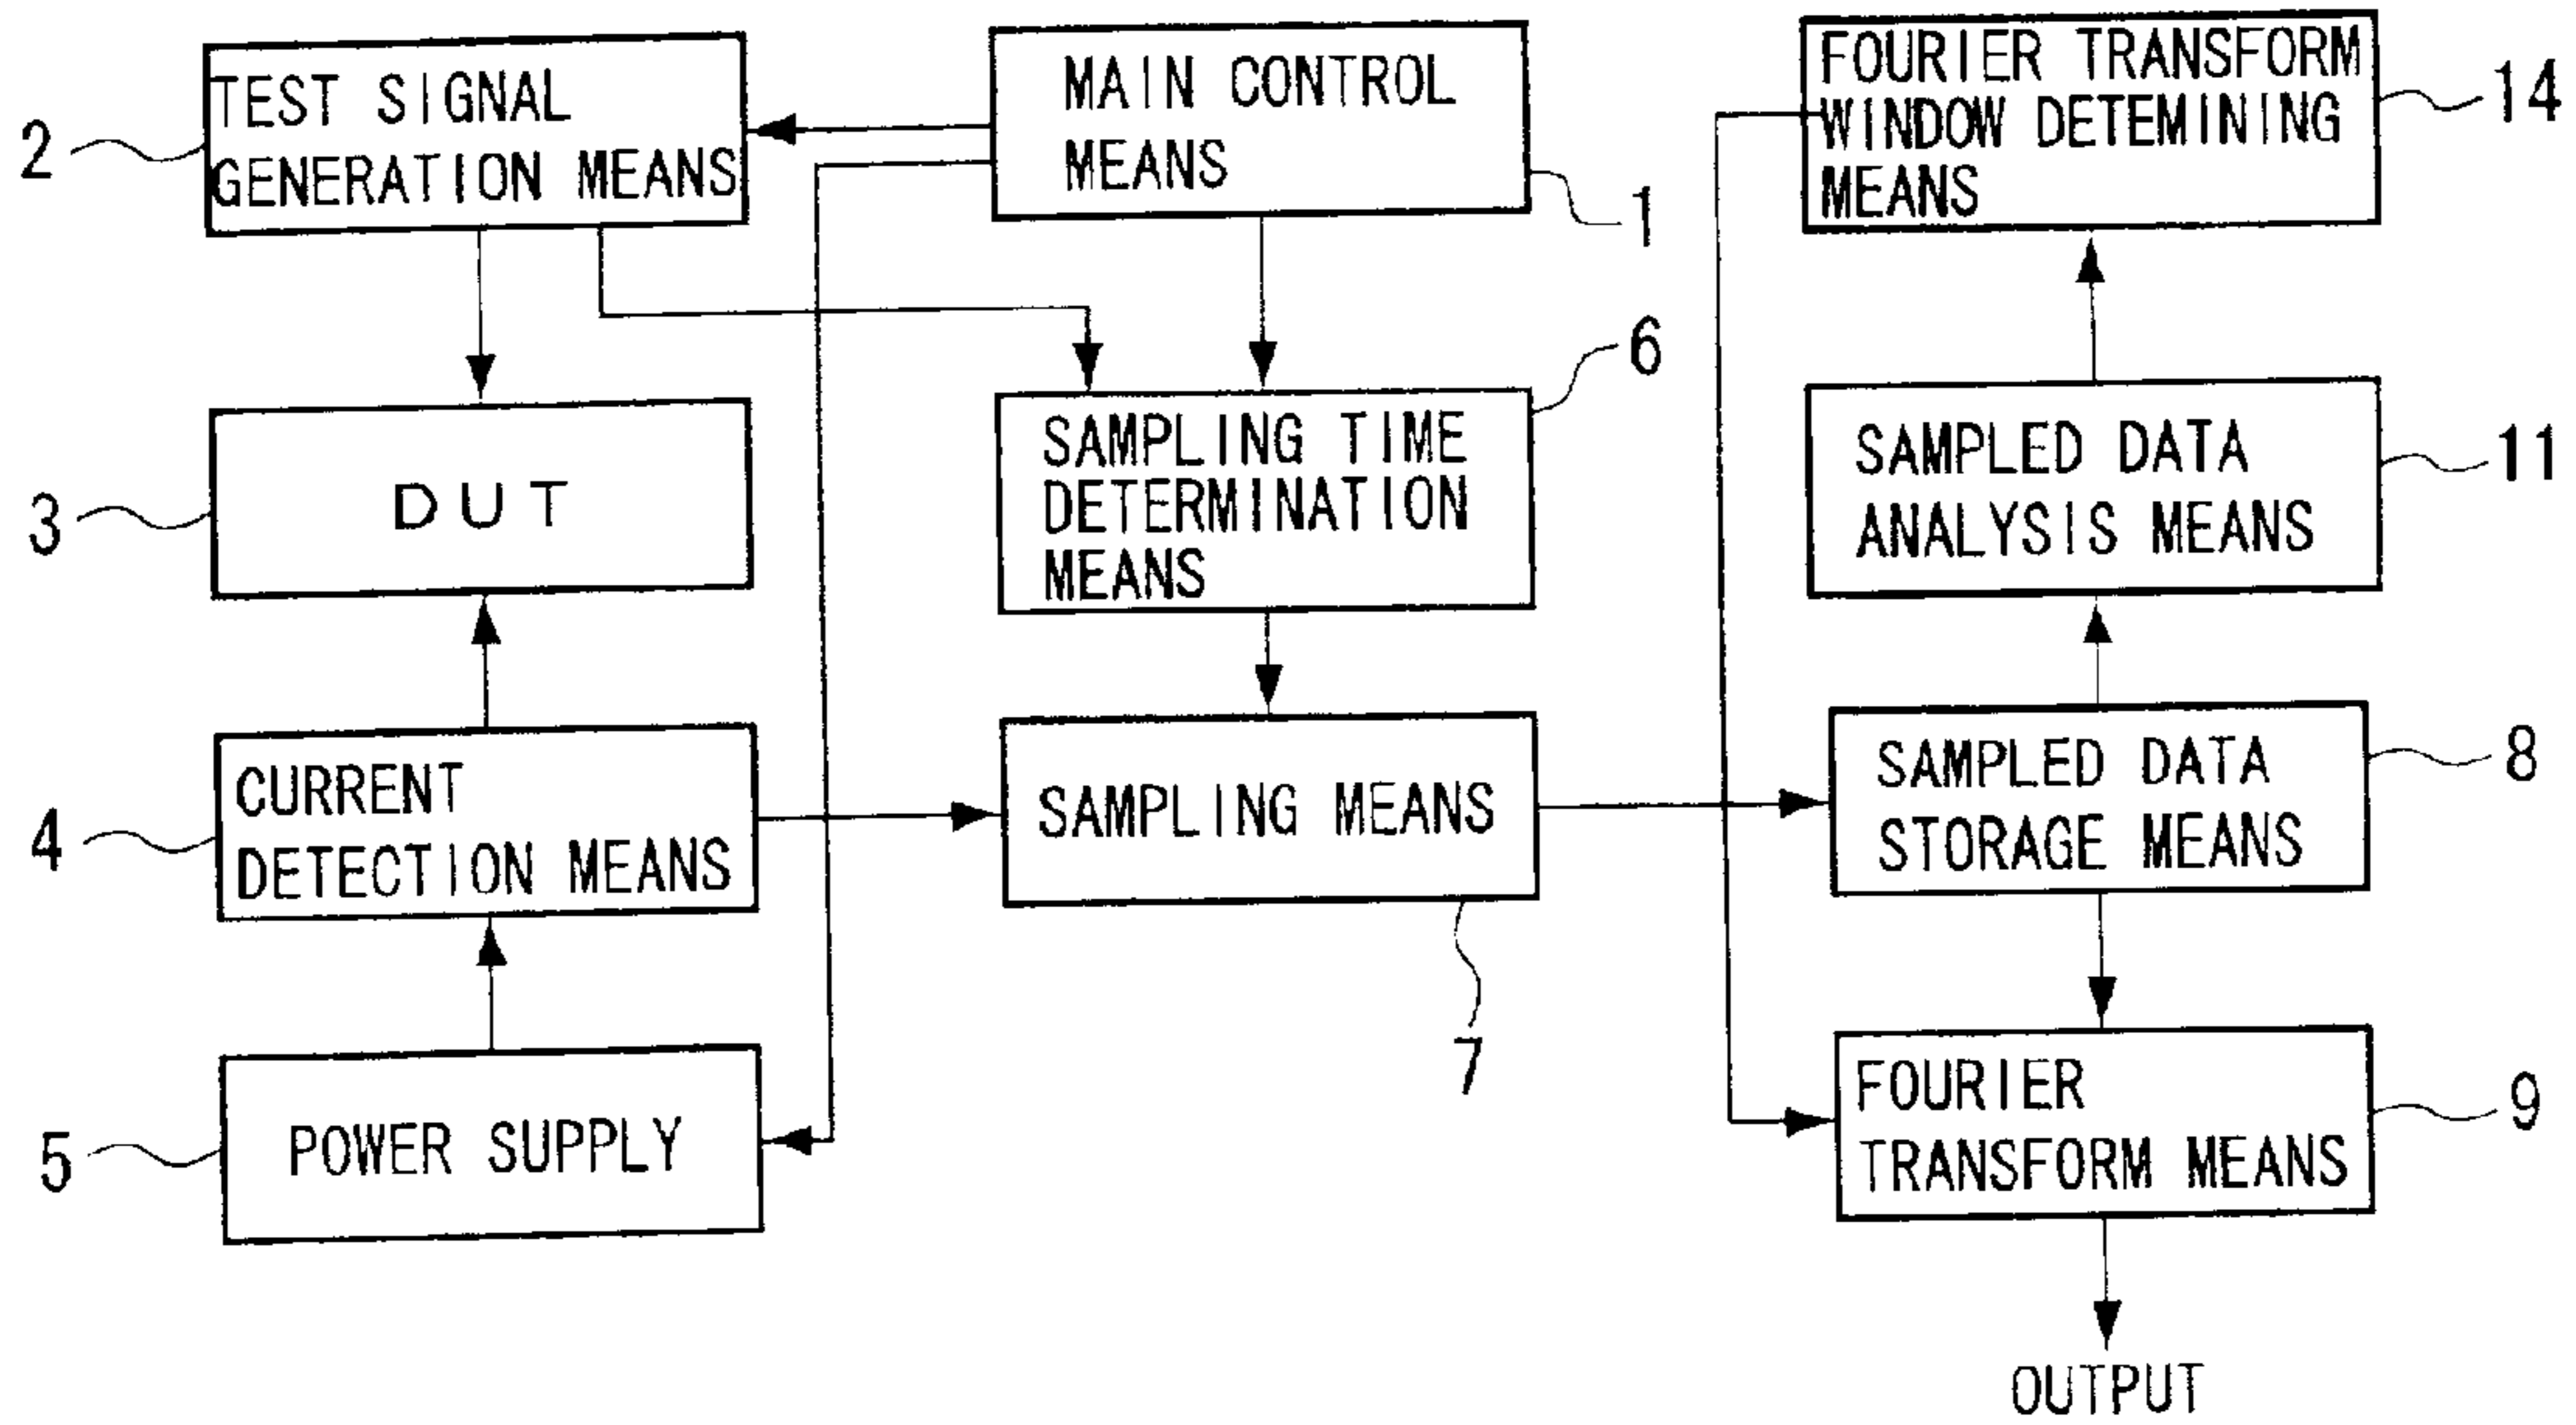 TEST SIGNAL
GENERATION MEANS
2
MAIN CONTROL
MEANS
1
FOURIER TRANSFORM
WINDOW DETEMINING
MEANS
14
DUT
3
SAMPLING TIME
DETERMINATION
MEANS
6
SAMPLED DATA
ANALYSIS MEANS
11
CURRENT
DETECTION MEANS
4
SAMPLING MEANS
7
SAMPLED DATA
STORAGE MEANS
8
POWER SUPPLY
5
FOURIER
TRANSFORM MEANS
9
OUTPUT